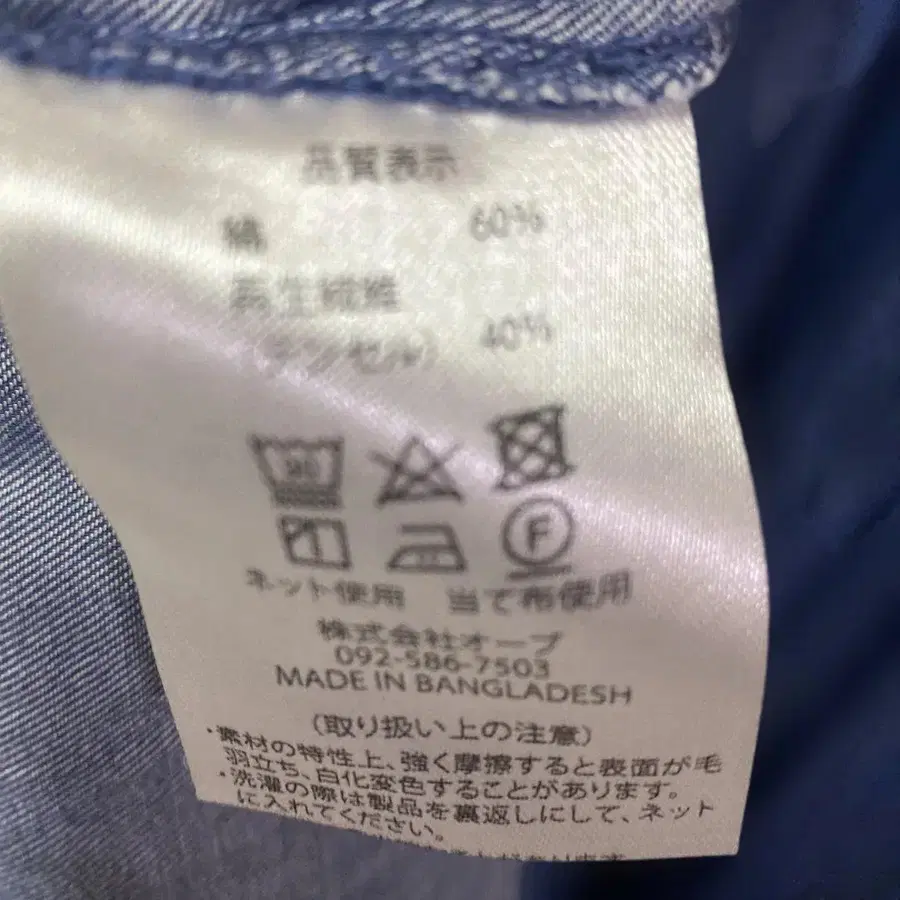 品質表示
綿 60%
再生繊維
(テンセル) 40%
F
ネット使用 当て布使用
株式会社オーブ
092-586-7503
MADE IN BANGLADESH
(取り扱い上の注意)
・素材の特性上、強く摩擦すると表面が毛
羽立ち、白化変色することがあります。
・洗濯の際は製品を裏返しにして、ネット
に入れてください。